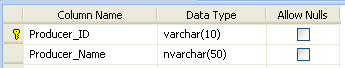 Column Name Data Type Allow Nulls
Producer_ID varchar(10)
Producer_Name nvarchar(50)